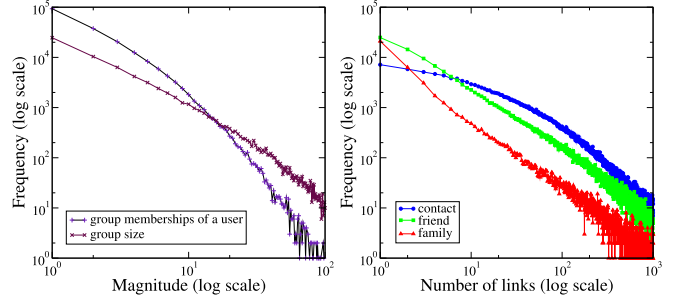 10^5
10^4
10^3
10^2
10^1
10^0
Frequency (log scale)
group memberships of a user
group size
10^0
10^1
10^2
Magnitude (log scale)
10^5
10^4
10^3
10^2
10^1
10^0
Frequency (log scale)
contact
friend
family
10^0
10^1
10^2
10^3
Number of links (log scale)